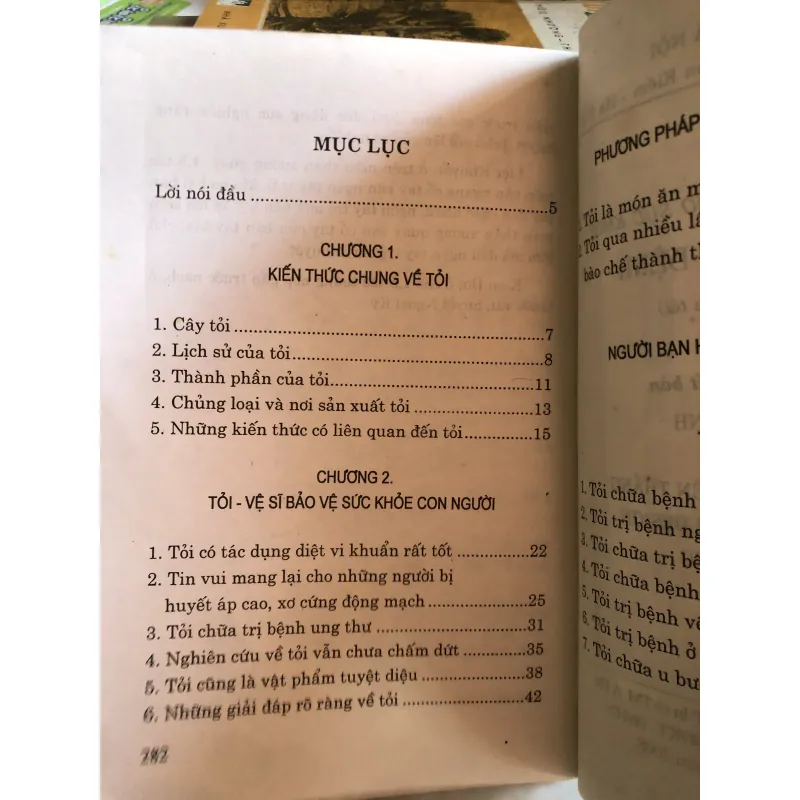 MỤC LỤC
Lời nói đầu ..................................................5
CHƯƠNG 1.
KIẾN THỨC CHUNG VỀ TỎI
1. Cây tỏi ....................................................7
2. Lịch sử của tỏi...........................................8
3. Thành phần của tỏi....................................11
4. Chủng loại và nơi sản xuất tỏi ......................13
5. Những kiến thức có liên quan đến tỏi.............15
CHƯƠNG 2.
TỎI - VỆ SĨ BẢO VỆ SỨC KHỎE CON NGƯỜI
1. Tỏi có tác dụng diệt vi khuẩn rất tốt ............22
2. Tin vui mang lại cho những người bị
huyết áp cao, xơ cứng động mạch................25
3. Tỏi chữa trị bệnh ung thư ..........................31
4. Nghiên cứu về tỏi vẫn chưa chấm dứt...........35
5. Tỏi cũng là vật phẩm tuyệt diệu ..................38
6. Những giải đáp rõ ràng về tỏi .....................42
282
PHƯƠNG PHÁP
1. Tỏi là món ăn
2. Tỏi qua nhiều
bào chế thành
NGƯỜI BẠN
1. Tỏi chữa bệnh
2. Tỏi trị bệnh
3. Tỏi chữa trị
4. Tỏi chữa bệnh
5. Tỏi trị bệnh
6. Tỏi trị bệnh ở
7. Tỏi chữa u